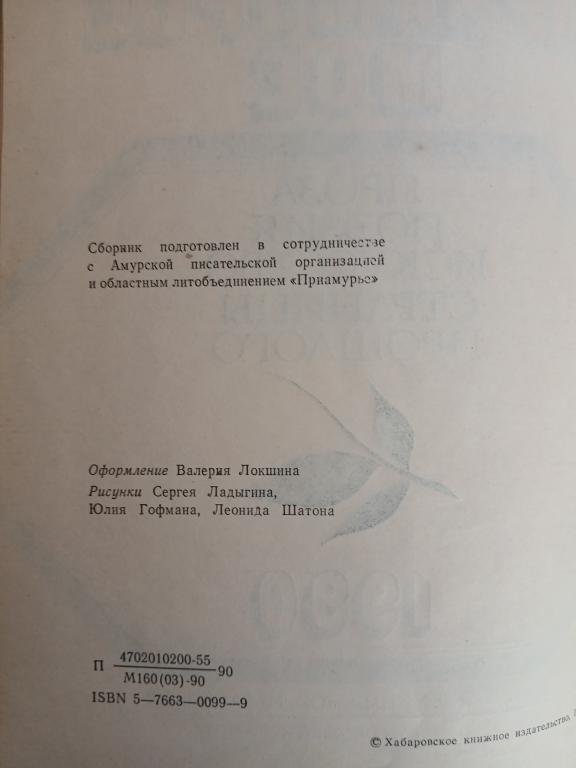 Сборник подготовлен в сотрудничестве
с Амурской писательской организацией
и областным литобъединением «Приамурье»
Оформление Валерия Локшина
Рисунки Сергея Ладыгина,
Юлия Гофмана, Леонида Шатона
П 4702010200-55 90
М160(03)-90
ISBN 5—7663—0099—9
© Хабаровское книжное издательство,